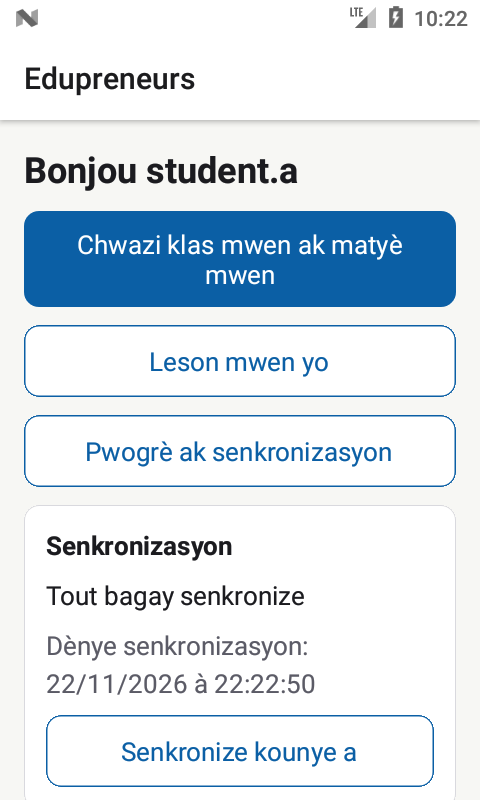 LTE 10:22
Edupreneurs
Bonjou student.a
Chwazi klas mwen ak matyè
mwen
Leson mwen yo
Pwogrè ak senkronizasyon
Senkronizasyon
Tout bagay senkronize
Dènye senkronizasyon:
22/11/2026 à 22:22:50
Senkronize kounye a